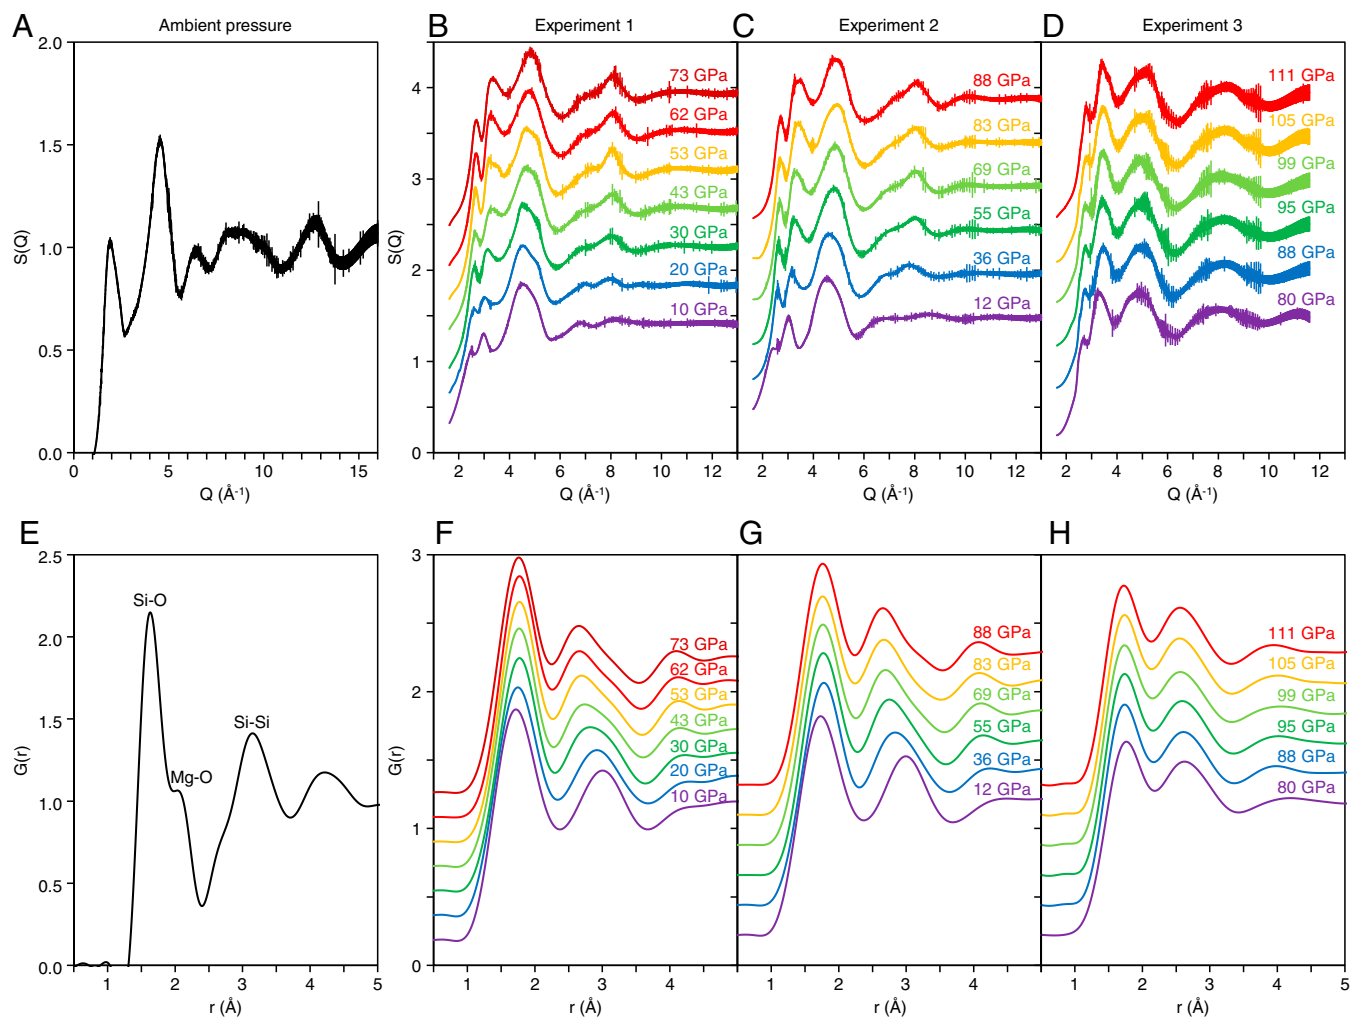 A
Ambient pressure
B
Experiment 1
C
Experiment 2
D
Experiment 3
2.0
1.5
1.0
0.5
0.0
S(Q)
0 5 10 15
Q (Å-1)
4
3
2
1
0
S(Q)
73 GPa
62 GPa
53 GPa
43 GPa
30 GPa
20 GPa
10 GPa
2 4 6 8 10 12
Q (Å-1)
88 GPa
83 GPa
69 GPa
55 GPa
36 GPa
12 GPa
2 4 6 8 10 12
Q (Å-1)
111 GPa
105 GPa
99 GPa
95 GPa
88 GPa
80 GPa
2 4 6 8 10 12
Q (Å-1)
E
F
G
H
2.5
2.0
1.5
1.0
0.5
0.0
G(r)
Si-O
Mg-O
Si-Si
1 2 3 4 5
r (Å)
3
2
1
0
G(r)
73 GPa
62 GPa
53 GPa
43 GPa
30 GPa
20 GPa
10 GPa
1 2 3 4
r (Å)
88 GPa
83 GPa
69 GPa
55 GPa
36 GPa
12 GPa
1 2 3 4
r (Å)
111 GPa
105 GPa
99 GPa
95 GPa
88 GPa
80 GPa
1 2 3 4 5
r (Å)